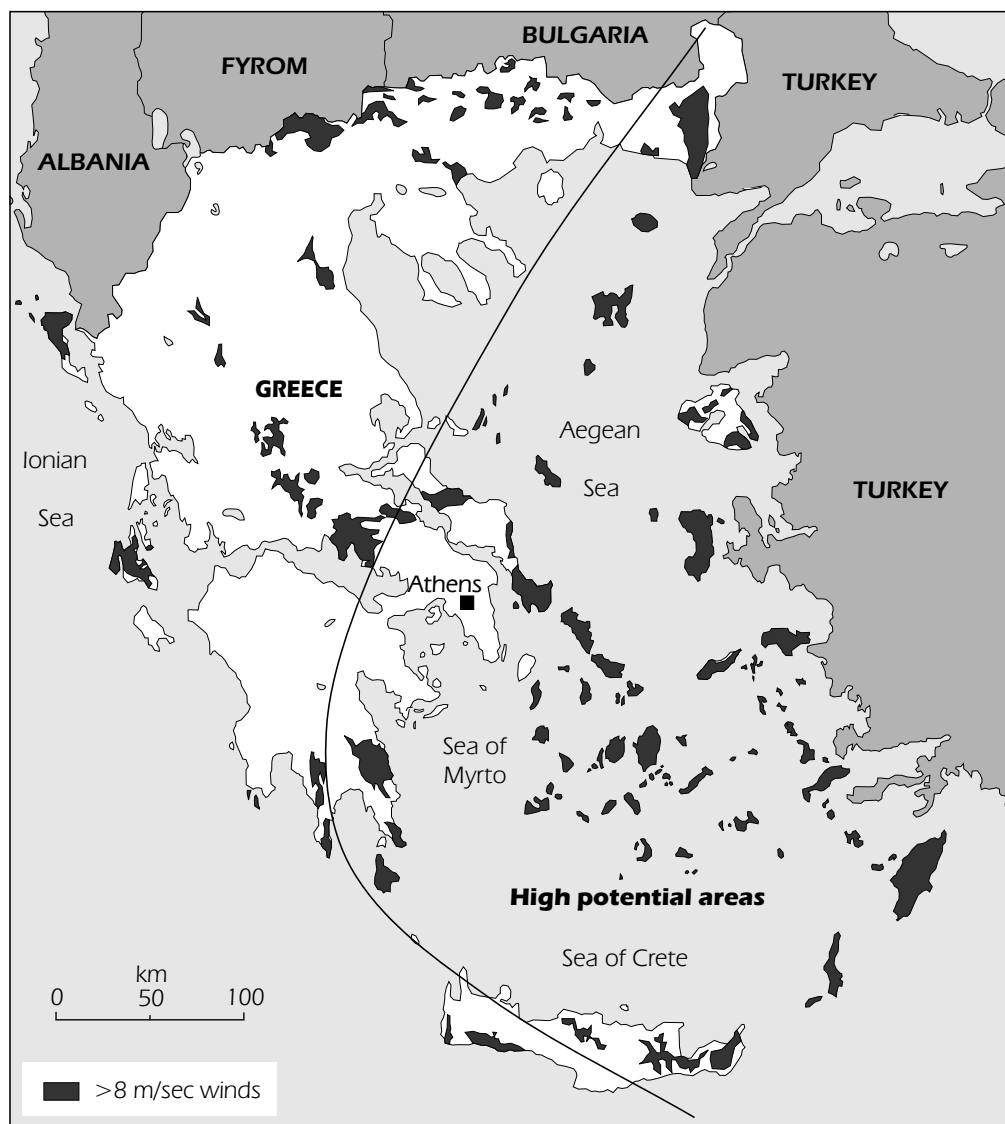 BULGARIA
FYROM
TURKEY
ALBANIA
GREECE
Aegean
Sea
Ionian
Sea
TURKEY
Athens
Sea of
Myrto
High potential areas
Sea of Crete
km
0 50 100
>8 m/sec winds